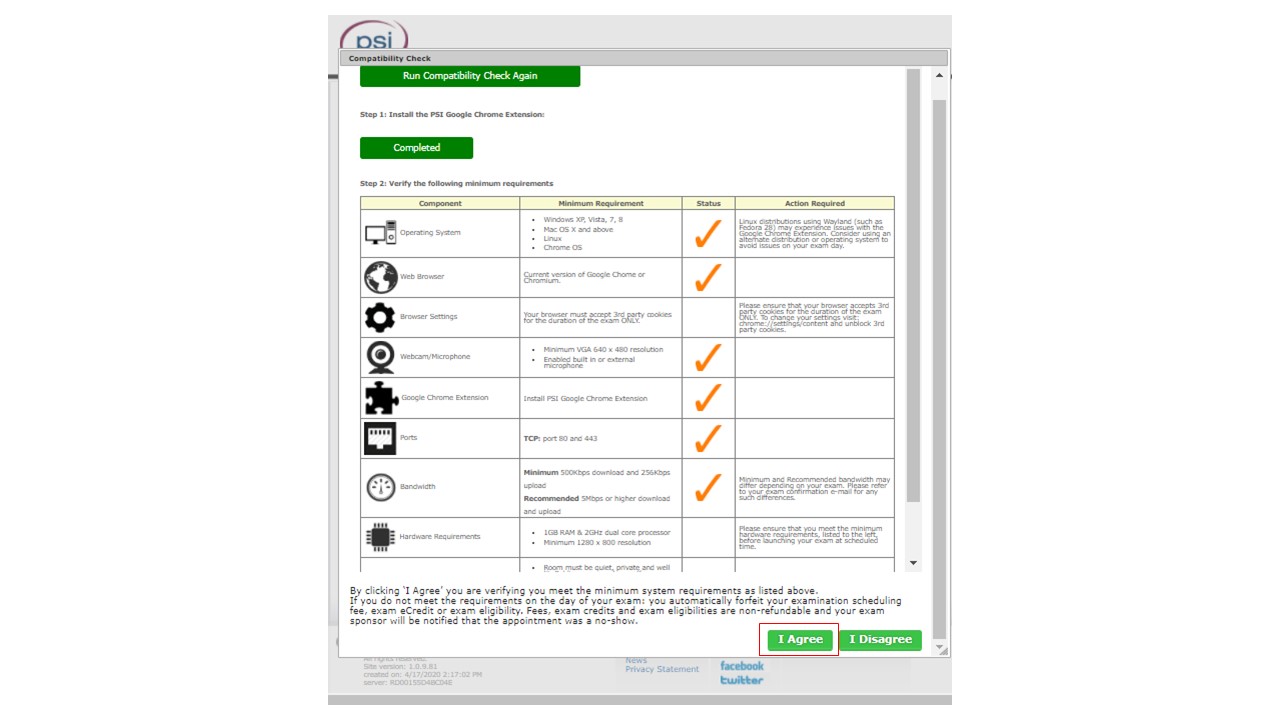 psi
Compatibility Check
Run Compatibility Check Again
Step 1: Install the PSI Google Chrome Extension:
Completed
Step 2: Verify the following minimum requirements
Component Minimum Requirement Status Action Required
Operating System
• Windows XP, Vista, 7, 8
• Mac OS X and above
• Linux
• Chrome OS
Linux distributions using Wayland (such as
Fedora 28) may experience issues with the
Google Chrome Extension. Consider using an
alternate distribution or operating system to
avoid issues on your exam day.
Web Browser
Current version of Google Chome or
Chromium.
Browser Settings
Your browser must accept 3rd party cookies
for the duration of the exam ONLY.
Please ensure that your browser accepts 3rd
party cookies for the duration of the exam
ONLY. To change your settings visit:
chrome://settings/content and unblock 3rd
party cookies.
Webcam/Microphone
• Minimum VGA 640 x 480 resolution
• Enabled built in or external
microphone
Google Chrome Extension
Install PSI Google Chrome Extension
Ports
TCP: port 80 and 443
Bandwidth
Minimum 500Kbps download and 256Kbps
upload
Recommended 5Mbps or higher download
and upload
Minimum and Recommended bandwidth may
differ depending on your exam. Please refer
to your exam confirmation e-mail for any
such differences.
Hardware Requirements
• 1GB RAM & 2GHz dual core processor
• Minimum 1280 x 800 resolution
Please ensure that you meet the minimum
hardware requirements, listed to the left,
before launching your exam at scheduled
time.
• Room must be quiet, private and well
By clicking 'I Agree' you are verifying you meet the minimum system requirements as listed above.
If you do not meet the requirements on the day of your exam: you automatically forfeit your examination scheduling
fee, exam eCredit or exam eligibility. Fees, exam credits and exam eligibilities are non-refundable and your exam
sponsor will be notified that the appointment was a no-show.
I Agree I Disagree
All rights reserved.
Site version: 1.0.9.81
created on: 4/17/2020 2:17:02 PM
server: RD00155D48C04E
News
Privacy Statement
facebook
twitter